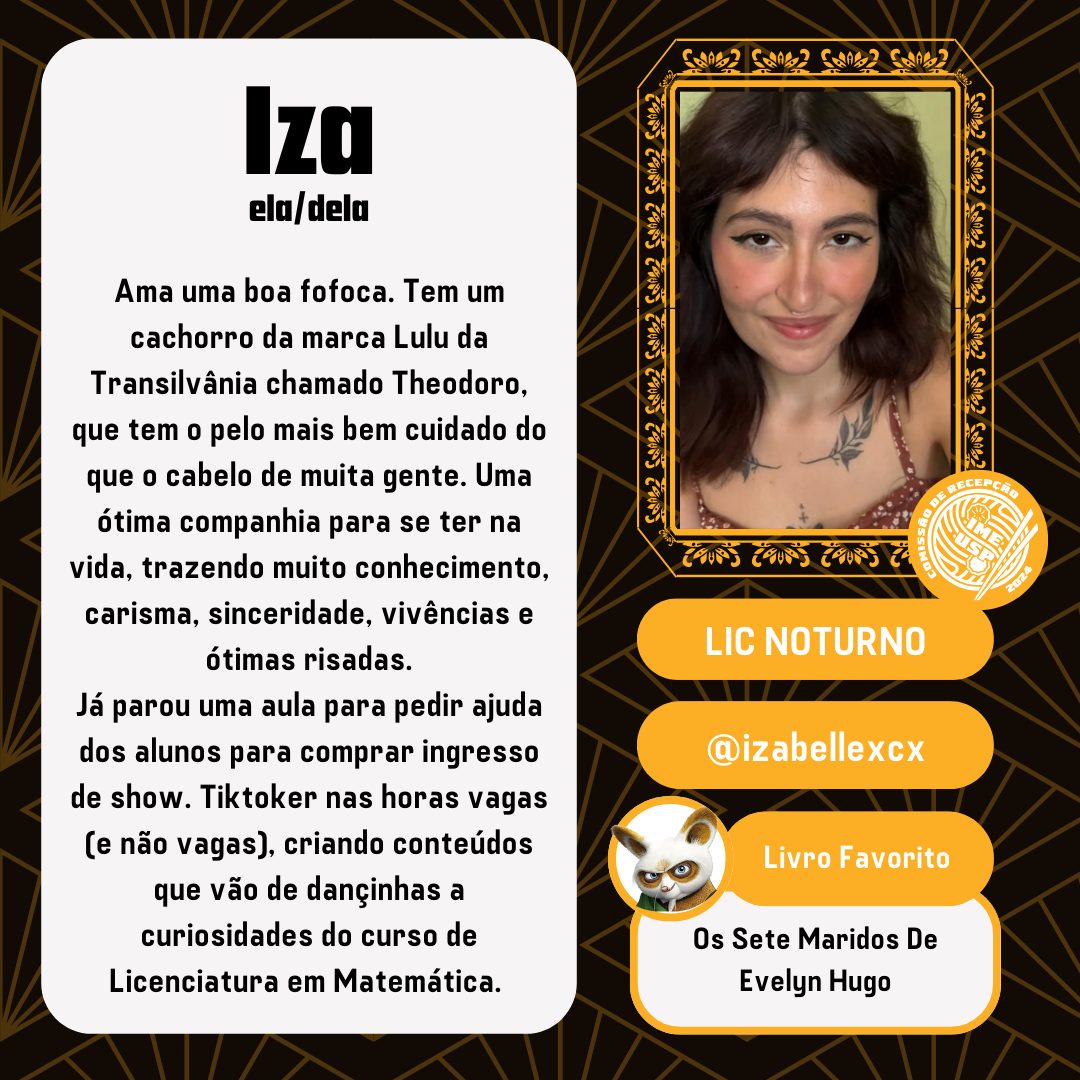 Iza
ela/dela
Ama uma boa fofoca. Tem um
cachorro da marca Lulu da
Transilvânia chamado Theodoro,
que tem o pelo mais bem cuidado do
que o cabelo de muita gente. Uma
ótima companhia para se ter na
vida, trazendo muito conhecimento,
carisma, sinceridade, vivências e
ótimas risadas.
Já parou uma aula para pedir ajuda
dos alunos para comprar ingresso
de show. Tiktoker nas horas vagas
(e não vagas), criando conteúdos
que vão de dançinhas a
curiosidades do curso de
Licenciatura em Matemática.
COMISSÃO DE RECEPÇÃO
IME
USP
2024
LIC NOTURNO
@izabellexcx
Livro Favorito
Os Sete Maridos De
Evelyn Hugo